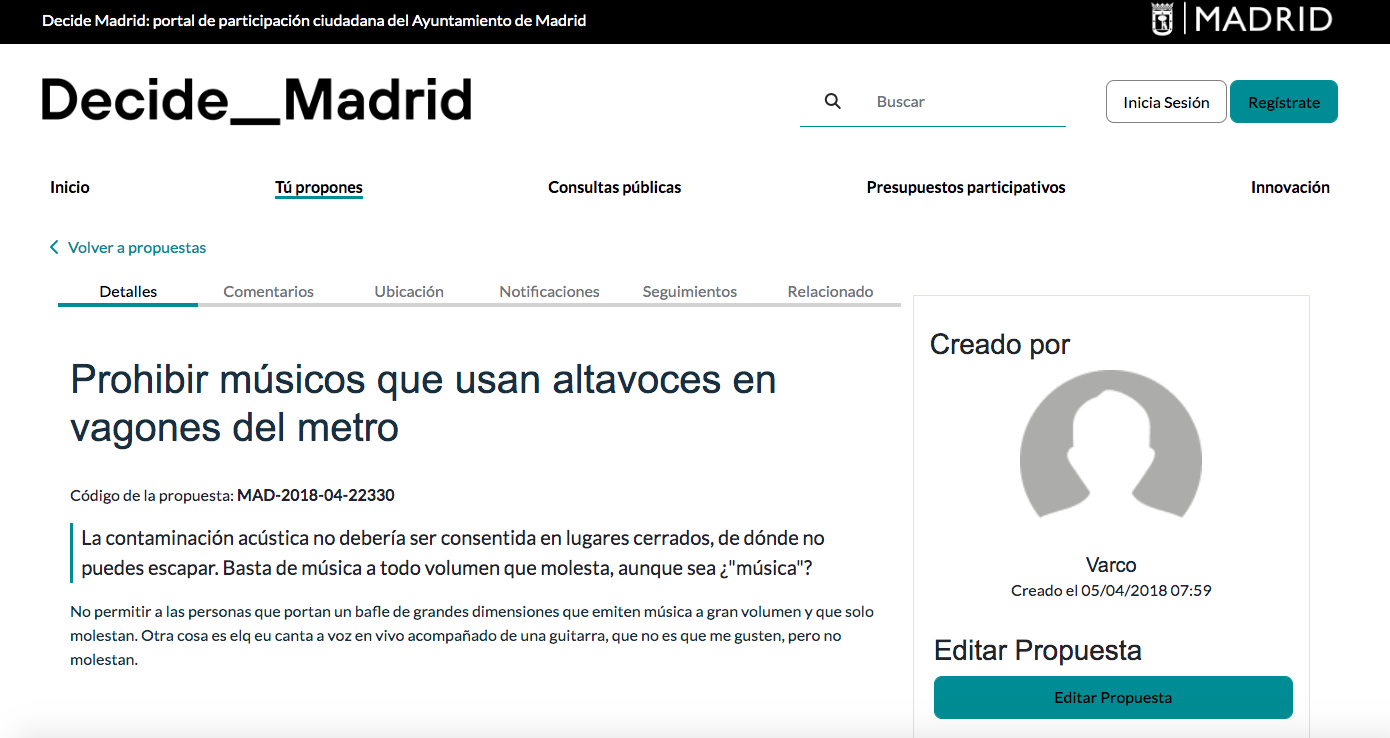 Decide Madrid: portal de participación ciudadana del Ayuntamiento de Madrid
MADRID
Decide__Madrid
Buscar
Inicia Sesión
Regístrate
Inicio
Tú propones
Consultas públicas
Presupuestos participativos
Innovación
Volver a propuestas
Detalles
Comentarios
Ubicación
Notificaciones
Seguimientos
Relacionado
Prohibir músicos que usan altavoces en
vagones del metro
Código de la propuesta: MAD-2018-04-22330
La contaminación acústica no debería ser consentida en lugares cerrados, de dónde no
puedes escapar. Basta de música a todo volumen que molesta, aunque sea ¿"música"?
No permitir a las personas que portan un bafle de grandes dimensiones que emiten música a gran volumen y que solo
molestan. Otra cosa es elq eu canta a voz en vivo acompañado de una guitarra, que no es que me gusten, pero no
molestan.
Creado por
Varco
Creado el 05/04/2018 07:59
Editar Propuesta
Editar Propuesta